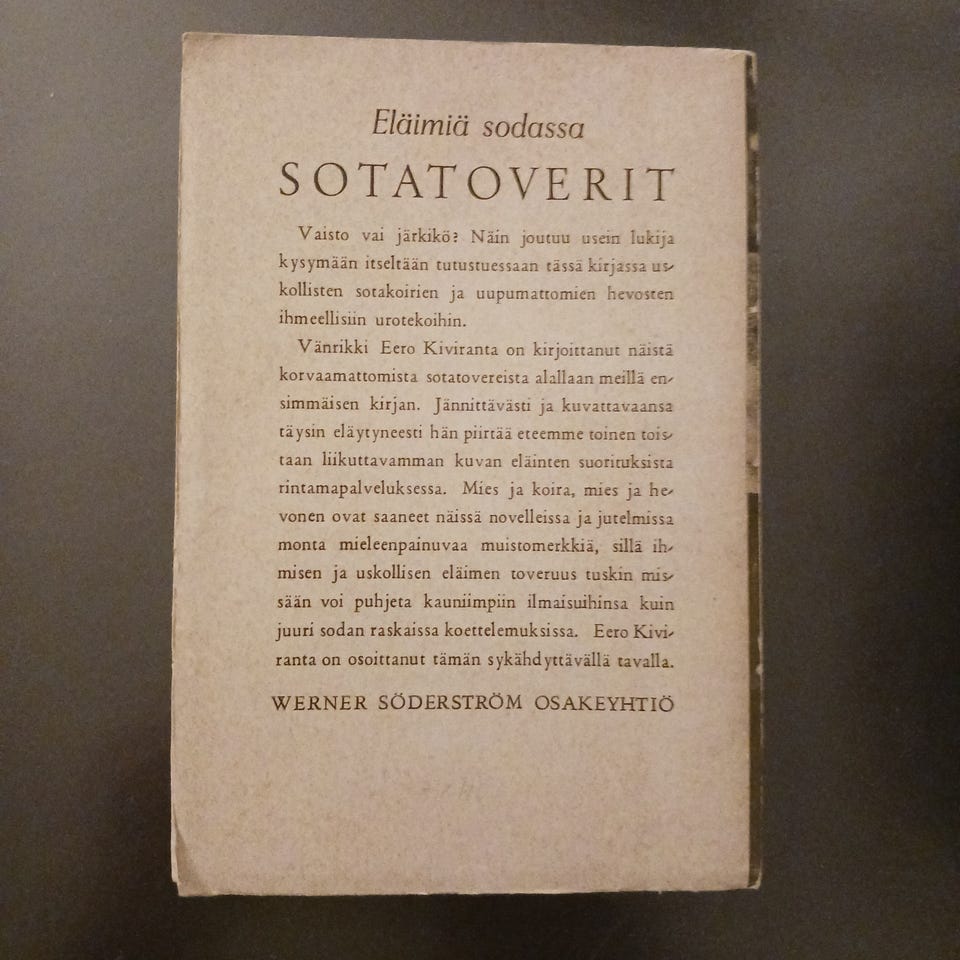 Eläimiä sodassa
SOTATOVERIT
Vaisto vai järkikö? Näin joutuu usein lukija
kysymään itseltään tutustuessaan tässä kirjassa us-
kollisten sotakoirien ja uupumattomien hevosten
ihmeellisiin urotekoihin.
Vänrikki Eero Kiviranta on kirjoittanut näistä
korvaamattomista sotatovereista alallaan meillä en-
simmäisen kirjan. Jännittävästi ja kuvattavaansa
täysin eläytyneesti hän piirtää eteemme toinen tois-
taan liikuttavamman kuvan eläinten suorituksista
rintamapalveluksessa. Mies ja koira, mies ja he-
vonen ovat saaneet näissä novelleissa ja jutelmissa
monta mieleenpainuvaa muistomerkkiä, sillä ih-
misen ja uskollisen eläimen toveruus tuskin mis-
sään voi puhjeta kauniimpiin ilmaisuihinsa kuin
juuri sodan raskaissa koettelemuksissa. Eero Kivi-
ranta on osoittanut tämän sykähdyttävällä tavalla.
WERNER SÖDERSTRÖM OSAKEYHTIÖ